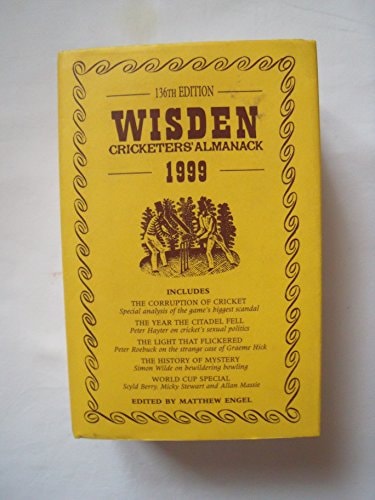 136TH EDITION
WISDEN
CRICKETERS' ALMANACK
1999
INCLUDES
THE CORRUPTION OF CRICKET
Special analysis of the game's biggest scandal
THE YEAR THE CITADEL FELL
Peter Hayter on cricket's sexual politics
THE LIGHT THAT FLICKERED
Peter Roebuck on the strange case of Graeme Hick
THE HISTORY OF MYSTERY
Simon Wilde on bewildering bowling
WORLD CUP SPECIAL
Scyld Berry, Micky Stewart and Allan Massie
EDITED BY MATTHEW ENGEL